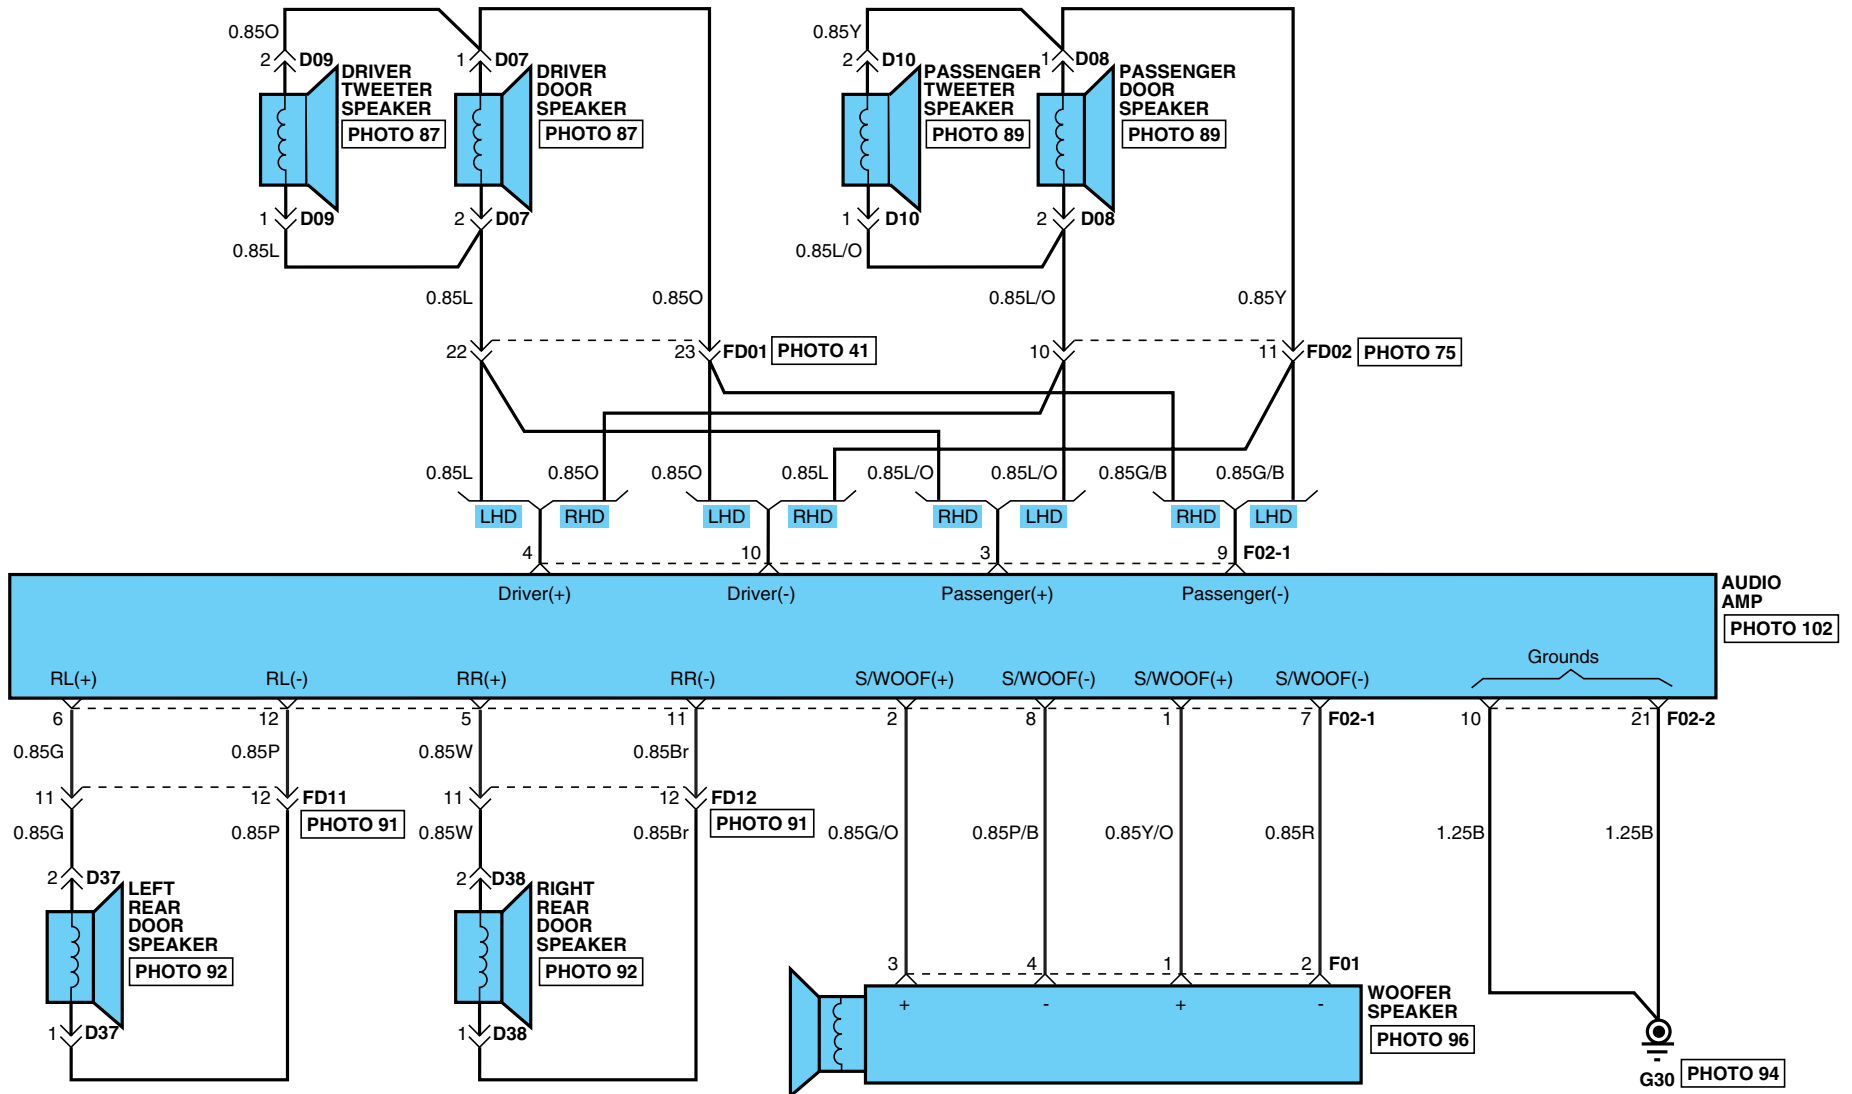 0.85O
0.85Y
2 D09
1 D07
2 D10
1 D08
DRIVER
TWEETER
SPEAKER
PHOTO 87
DRIVER
DOOR
SPEAKER
PHOTO 87
PASSENGER
TWEETER
SPEAKER
PHOTO 89
PASSENGER
DOOR
SPEAKER
PHOTO 89
1 D09
2 D07
1 D10
2 D08
0.85L
0.85L/O
0.85L
0.85O
0.85L/O
0.85Y
22
23 FD01 PHOTO 41
10
11 FD02 PHOTO 75
0.85L
0.85O
0.85O
0.85L
0.85L/O
0.85L/O
0.85G/B
0.85G/B
LHD
RHD
LHD
RHD
RHD
LHD
RHD
LHD
4
10
3
9 F02-1
Driver(+)
Driver(-)
Passenger(+)
Passenger(-)
AUDIO
AMP
PHOTO 102
Grounds
RL(+)
RL(-)
RR(+)
RR(-)
S/WOOF(+)
S/WOOF(-)
S/WOOF(+)
S/WOOF(-)
6
12
5
11
2
8
1
7 F02-1
10
21 F02-2
0.85G
0.85P
0.85W
0.85Br
11
12 FD11
PHOTO 91
11
12 FD12
PHOTO 91
0.85G
0.85P
0.85W
0.85Br
0.85G/O
0.85P/B
0.85Y/O
0.85R
1.25B
1.25B
2 D37
LEFT
REAR
DOOR
SPEAKER
PHOTO 92
2 D38
RIGHT
REAR
DOOR
SPEAKER
PHOTO 92
1 D37
1 D38
3
4
1
2 F01
+
-
+
-
WOOFER
SPEAKER
PHOTO 96
G30 PHOTO 94